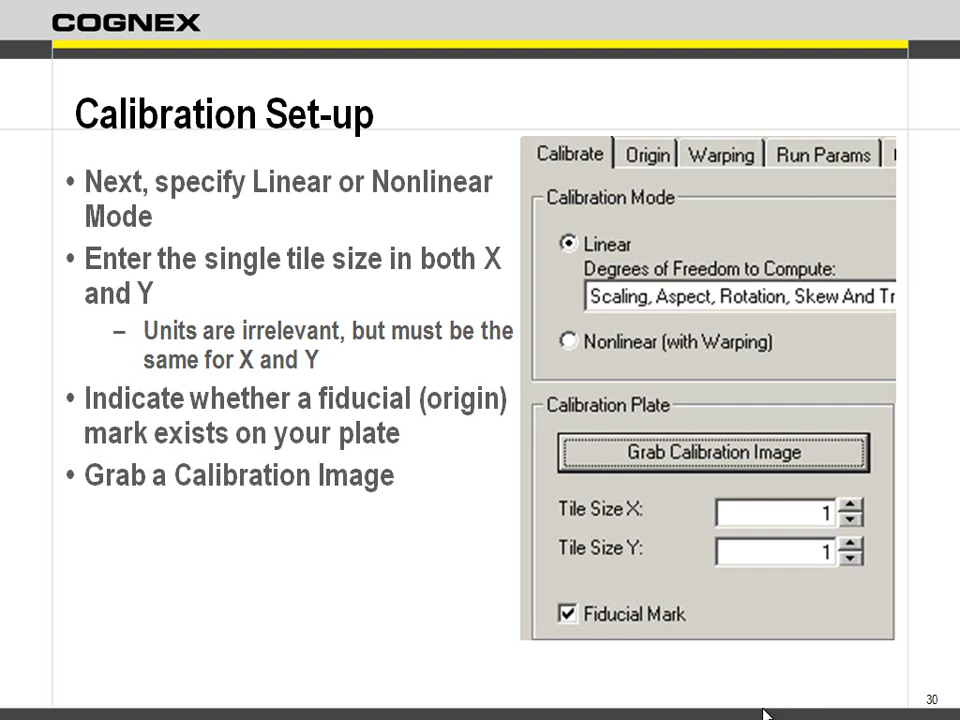 COGNEX
Calibration Set-up
• Next, specify Linear or Nonlinear
Mode
• Enter the single tile size in both X
and Y
– Units are irrelevant, but must be the
same for X and Y
• Indicate whether a fiducial (origin)
mark exists on your plate
• Grab a Calibration Image
Calibrate Origin Warping Run Params
Calibration Mode
Linear
Degrees of Freedom to Compute:
Scaling, Aspect, Rotation, Skew And Tr
Nonlinear (with Warping)
Calibration Plate
Grab Calibration Image
Tile Size X: 1
Tile Size Y: 1
Fiducial Mark
30